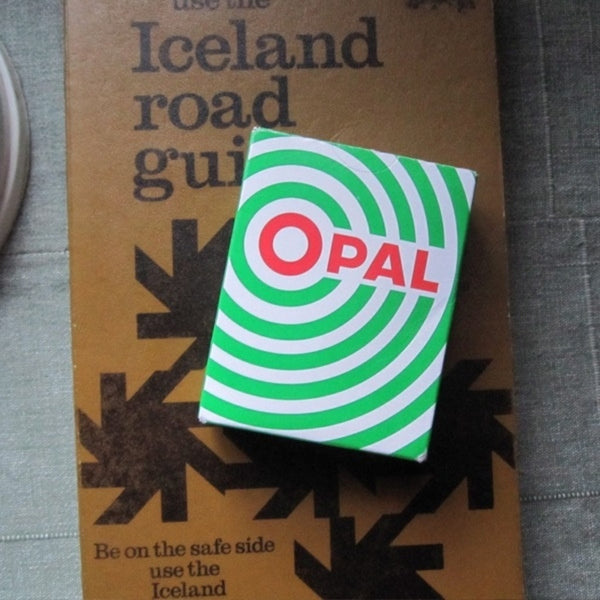 use the
Iceland
road
gui
OPAL
Be on the safe side
use the
Iceland